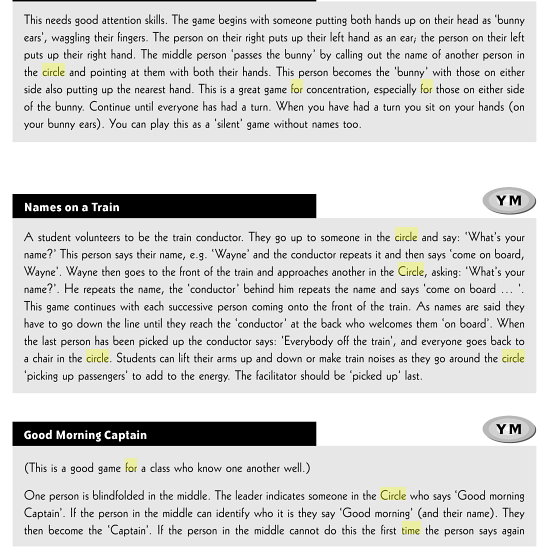 This needs good attention skills. The game begins with someone putting both hands up on their head as 'bunny
ears', waggling their fingers. The person on their right puts up their left hand as an ear; the person on their left
puts up their right hand. The middle person 'passes the bunny' by calling out the name of another person in
the circle and pointing at them with both their hands. This person becomes the 'bunny' with those on either
side also putting up the nearest hand. This is a great game for concentration, especially for those on either side
of the bunny. Continue until everyone has had a turn. When you have had a turn you sit on your hands (on
your bunny ears). You can play this as a 'silent' game without names too.
Y M
Names on a Train
A student volunteers to be the train conductor. They go up to someone in the circle and say: 'What's your
name?' This person says their name, e.g. 'Wayne' and the conductor repeats it and then says 'come on board,
Wayne'. Wayne then goes to the front of the train and approaches another in the Circle, asking: 'What's your
name?'. He repeats the name, the 'conductor' behind him repeats the name and says 'come on board ... '.
This game continues with each successive person coming onto the front of the train. As names are said they
have to go down the line until they reach the 'conductor' at the back who welcomes them 'on board'. When
the last person has been picked up the conductor says: 'Everybody off the train', and everyone goes back to
a chair in the circle. Students can lift their arms up and down or make train noises as they go around the circle
'picking up passengers' to add to the energy. The facilitator should be 'picked up' last.
Y M
Good Morning Captain
(This is a good game for a class who know one another well.)
One person is blindfolded in the middle. The leader indicates someone in the Circle who says 'Good morning
Captain'. If the person in the middle can identify who it is they say 'Good morning' (and their name). They
then become the 'Captain'. If the person in the middle cannot do this the first time the person says again